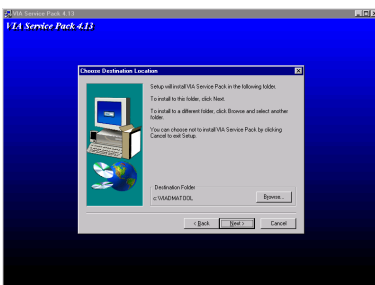 VIA Service Pack 4.13
VIA Service Pack 4.13
Choose Destination Location
Setup will install VIA Service Pack in the following folder.
To install to this folder, click Next.
To install to a different folder, click Browse and select another
folder.
You can choose not to install VIA Service Pack by clicking
Cancel to exit Setup.
Destination Folder
c:\VIADMATOOL
Browse...
< Back
Next >
Cancel